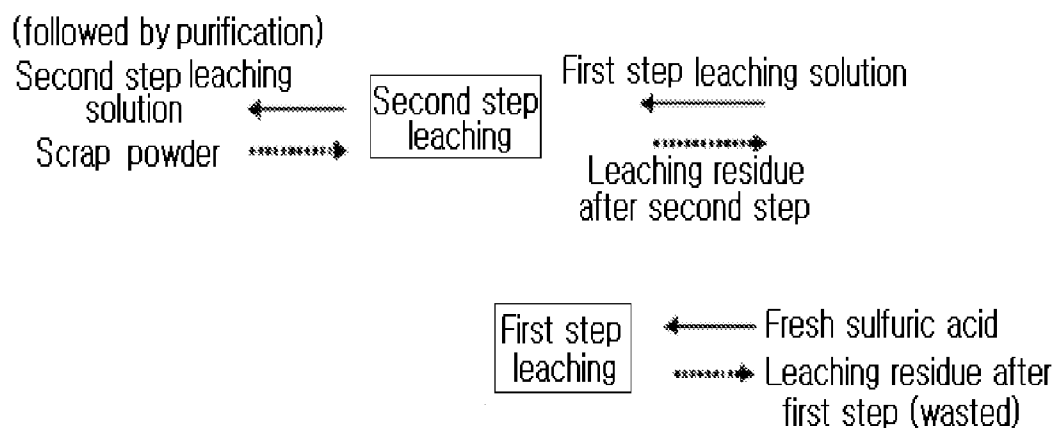 (followed by purification)
Second step leaching
solution
Scrap powder
Second step
leaching
First step leaching solution
Leaching residue
after second step
First step
leaching
Fresh sulfuric acid
Leaching residue after
first step (wasted)